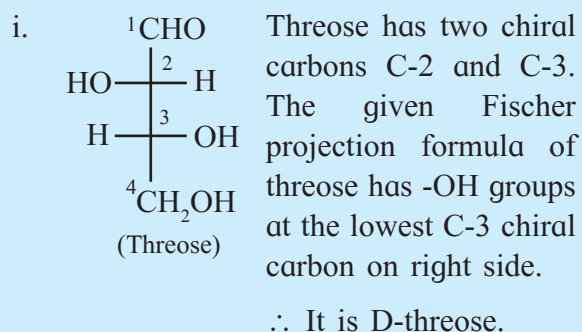 i.
¹CHO
2
HO H
3
H OH
⁴CH₂OH
(Threose)
Threose has two chiral
carbons C-2 and C-3.
The given Fischer
projection formula of
threose has -OH groups
at the lowest C-3 chiral
carbon on right side.
∴ It is D-threose.